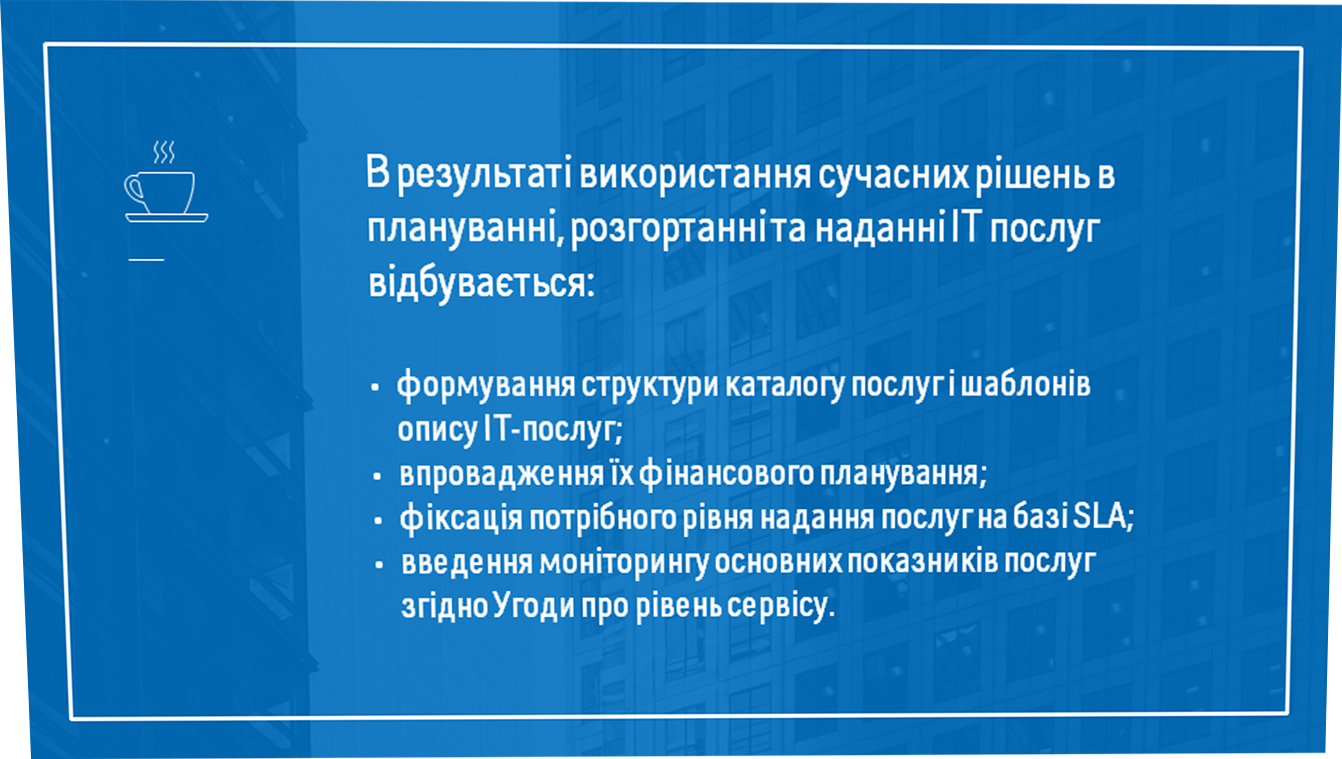 В результаті використання сучасних рішень в
плануванні, розгортанні та наданні ІТ послуг
відбувається:
• формування структури каталогу послуг і шаблонів
опису ІТ-послуг;
• впровадження їх фінансового планування;
• фіксація потрібного рівня надання послуг на базі SLA;
• введення моніторингу основних показників послуг
згідно Угоди про рівень сервісу.